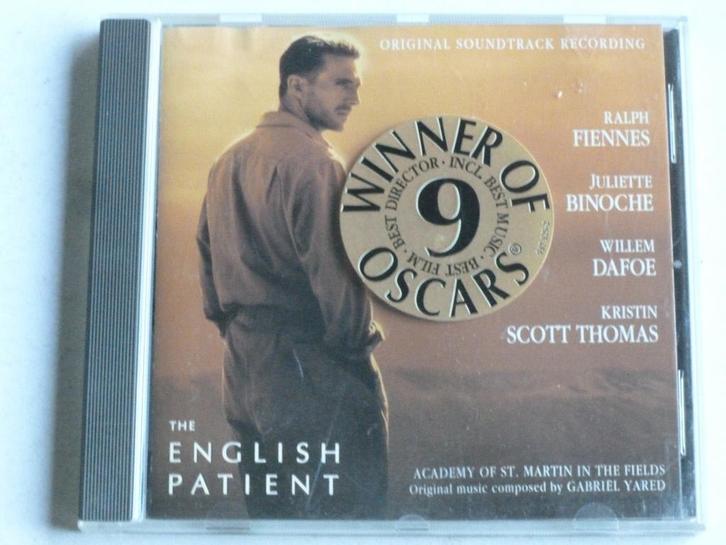 ORIGINAL SOUNDTRACK RECORDING
RALPH
FIENNES
JULIETTE
BINOCHE
WILLEM
DAFOE
KRISTIN
SCOTT THOMAS
WINNER OF
9
OSCARS®
BEST FILM · BEST DIRECTOR · INCL. BEST MUSIC ·
THE
ENGLISH
PATIENT
ACADEMY OF ST. MARTIN IN THE FIELDS
Original music composed by GABRIEL YARED